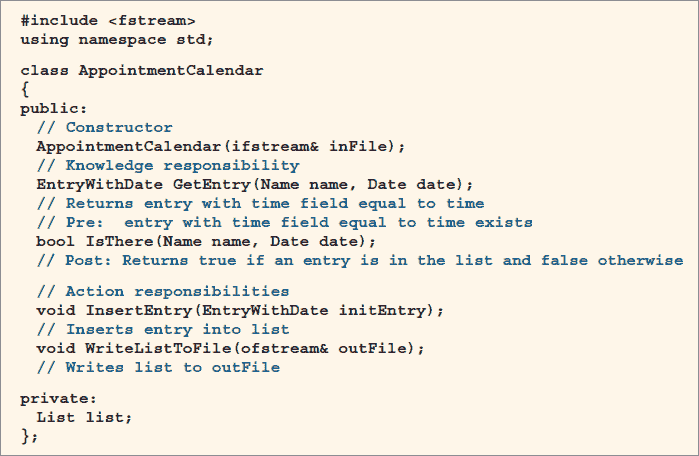 #include <fstream>
using namespace std;
class AppointmentCalendar
{
public:
// Constructor
AppointmentCalendar(ifstream& inFile);
// Knowledge responsibility
EntryWithDate GetEntry(Name name, Date date);
// Returns entry with time field equal to time
// Pre:  entry with time field equal to time exists
bool IsThere(Name name, Date date);
// Post: Returns true if an entry is in the list and false otherwise
// Action responsibilities
void InsertEntry(EntryWithDate initEntry);
// Inserts entry into list
void WriteListToFile(ofstream& outFile);
// Writes list to outFile
private:
List list;
};